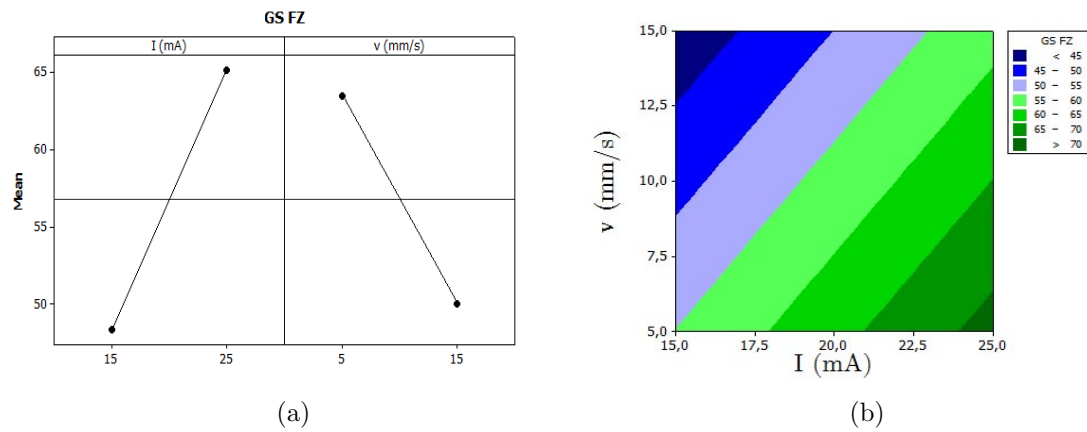 GS FZ
I (mA)
v (mm/s)
Mean
65
60
55
50
15
25
5
15
(a)
v (mm/s)
15,0
12,5
10,0
7,5
5,0
15,0
17,5
20,0
22,5
25,0
I (mA)
GS FZ
< 45
45 – 50
50 – 55
55 – 60
60 – 65
65 – 70
> 70
(b)